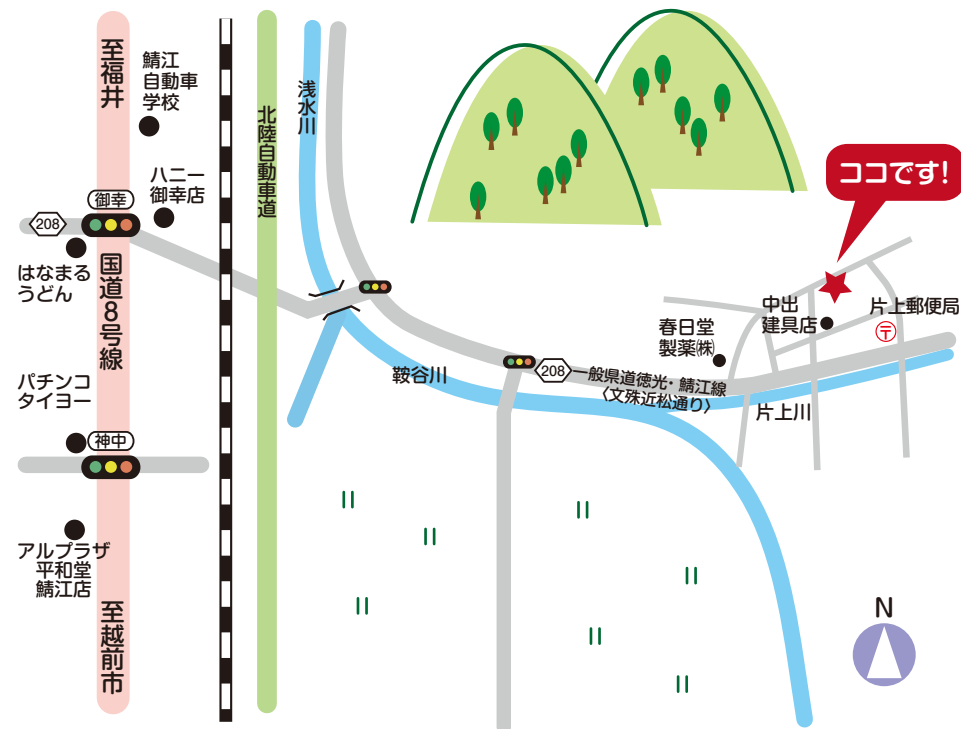 至福井
鯖江
自動車
学校
ハニー
御幸店
御幸
208
はなまる
うどん
国道8号線
パチンコ
タイヨー
神中
アルプラザ
平和堂
鯖江店
至越前市
北陸自動車道
浅水川
鞍谷川
208
一般県道徳光・鯖江線
〈文殊近松通り〉
春日堂
製薬㈱
中出
建具店
ココです!
片上郵便局
〒
片上川
N